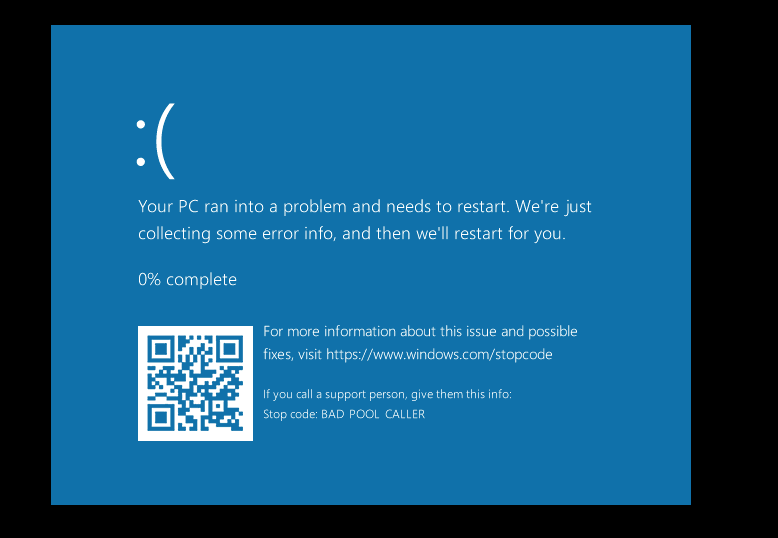 :(
Your PC ran into a problem and needs to restart. We're just
collecting some error info, and then we'll restart for you.
0% complete
For more information about this issue and possible
fixes, visit https://www.windows.com/stopcode
If you call a support person, give them this info:
Stop code: BAD POOL CALLER